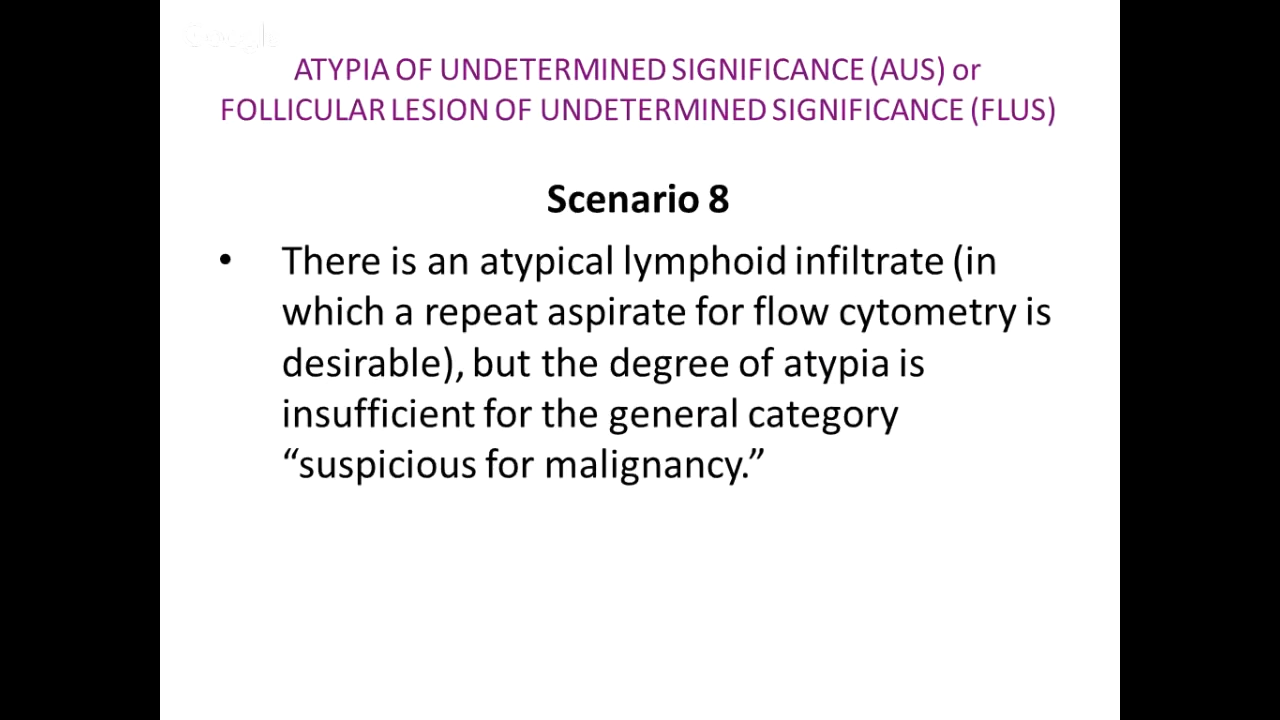 Google
ATYPIA OF UNDETERMINED SIGNIFICANCE (AUS) or
FOLLICULAR LESION OF UNDETERMINED SIGNIFICANCE (FLUS)
Scenario 8
• There is an atypical lymphoid infiltrate (in
which a repeat aspirate for flow cytometry is
desirable), but the degree of atypia is
insufficient for the general category
“suspicious for malignancy.”